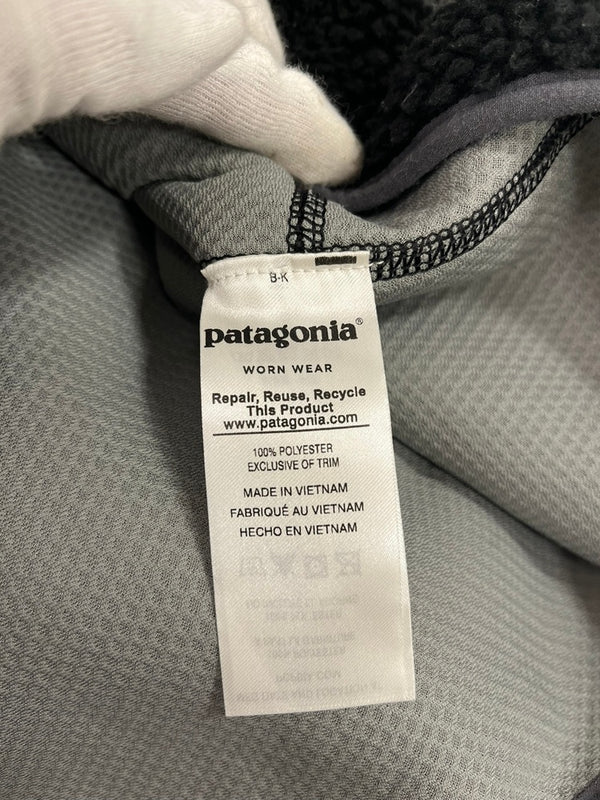 B-K
patagonia®
WORN WEAR
Repair, Reuse, Recycle
This Product
www.patagonia.com
100% POLYESTER
EXCLUSIVE OF TRIM
MADE IN VIETNAM
FABRIQUÉ AU VIETNAM
HECHO EN VIETNAM